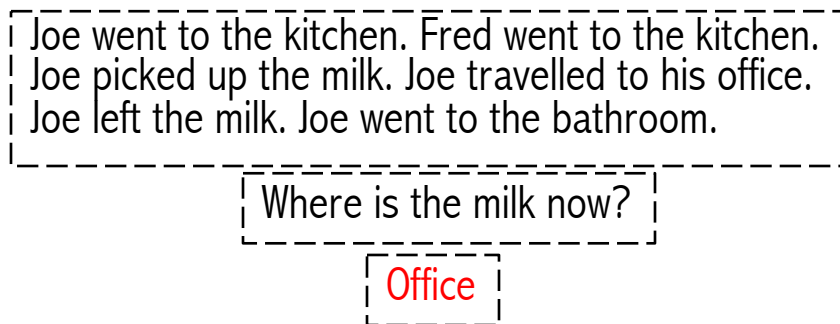 Joe went to the kitchen. Fred went to the kitchen.
Joe picked up the milk. Joe travelled to his office.
Joe left the milk. Joe went to the bathroom.
Where is the milk now?
Office